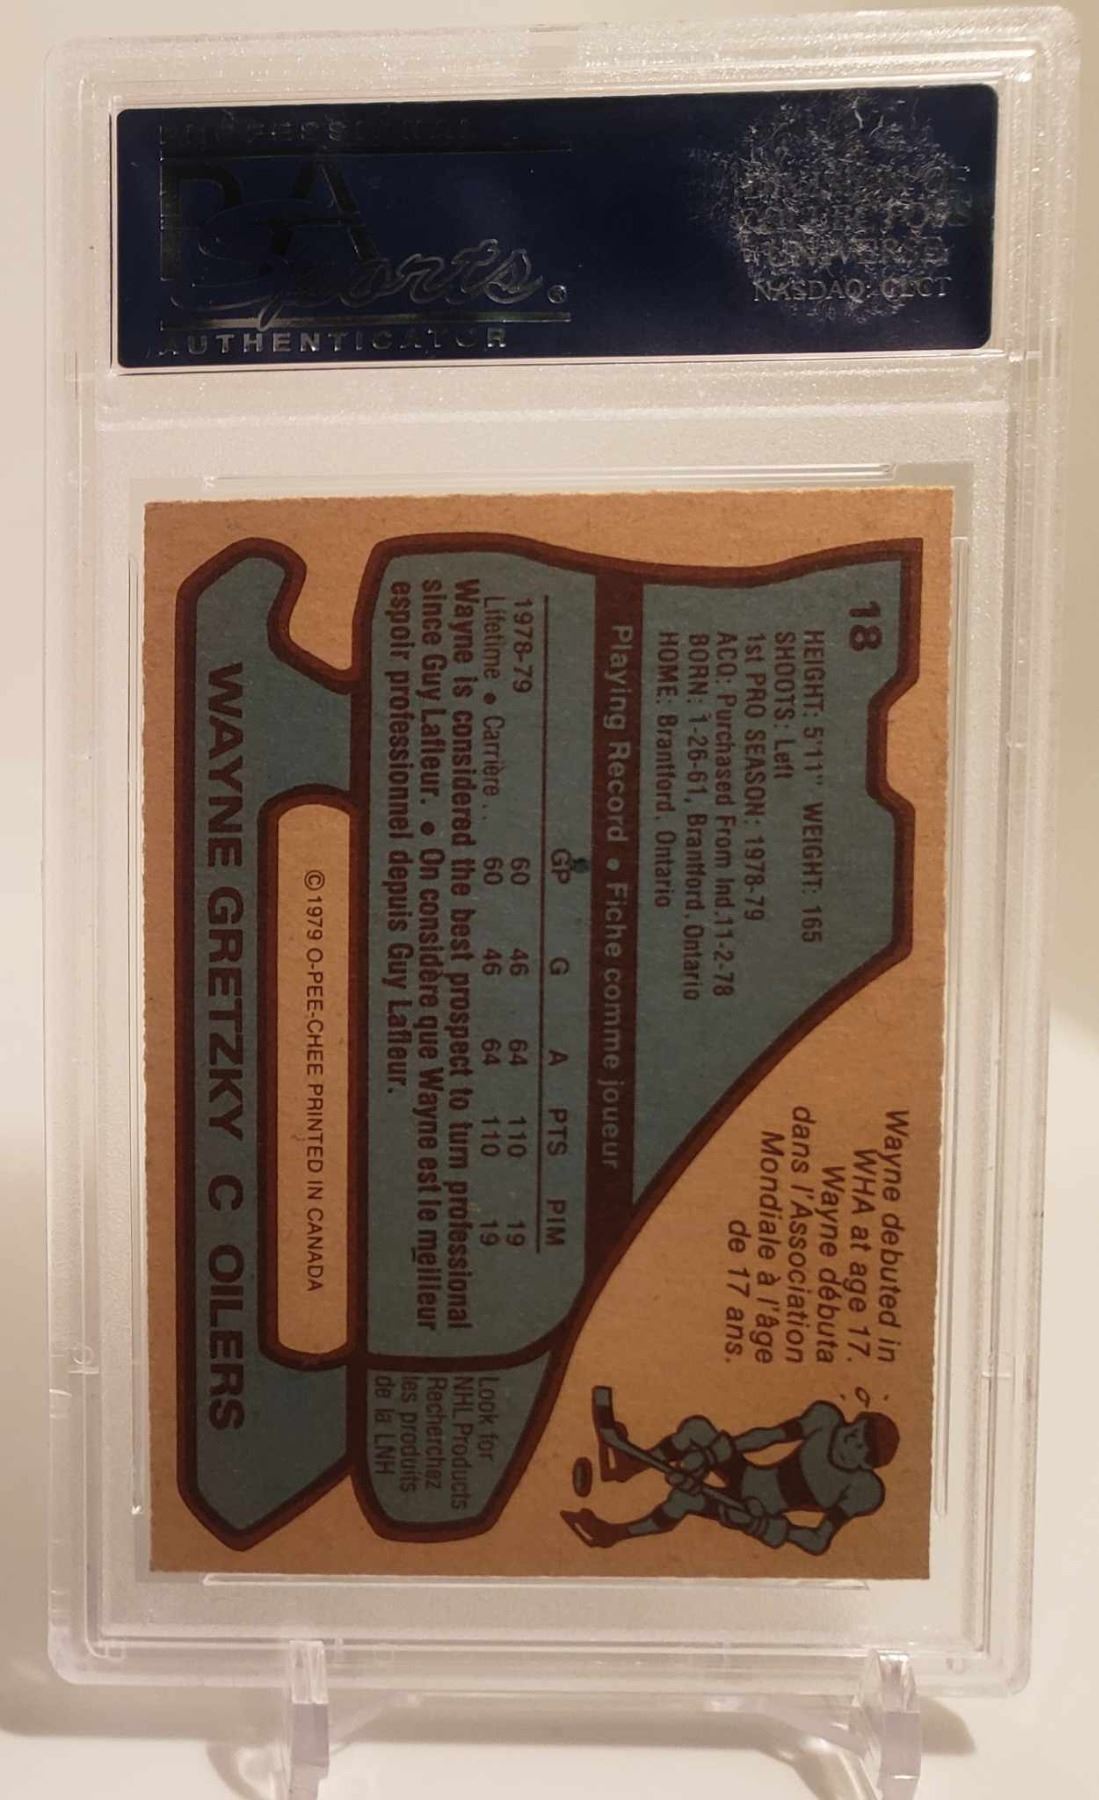 PROFESSIONAL
PSA
Sports®
AUTHENTICATOR
COLLECTORS
UNIVERSE
NASDAQ: CLCT
18
HEIGHT: 5'11" WEIGHT: 165
SHOOTS: Left
1st PRO SEASON: 1978-79
ACQ: Purchased From Ind.11-2-78
BORN: 1-26-61, Brantford, Ontario
HOME: Brantford, Ontario
Wayne debuted in
WHA at age 17.
Wayne débuta
dans l'Association
Mondiale à l'âge
de 17 ans.
Playing Record • Fiche comme joueur
GP G A PTS PIM
1978-79 60 46 64 110 19
Lifetime • Carrière .. 60 46 64 110 19
Wayne is considered the best prospect to turn professional
since Guy Lafleur. • On considère que Wayne est le meilleur
espoir professionnel depuis Guy Lafleur.
Look for
NHL Products
Recherchez
les produits
de la LNH
©1979 O-PEE-CHEE PRINTED IN CANADA
WAYNE GRETZKY C OILERS